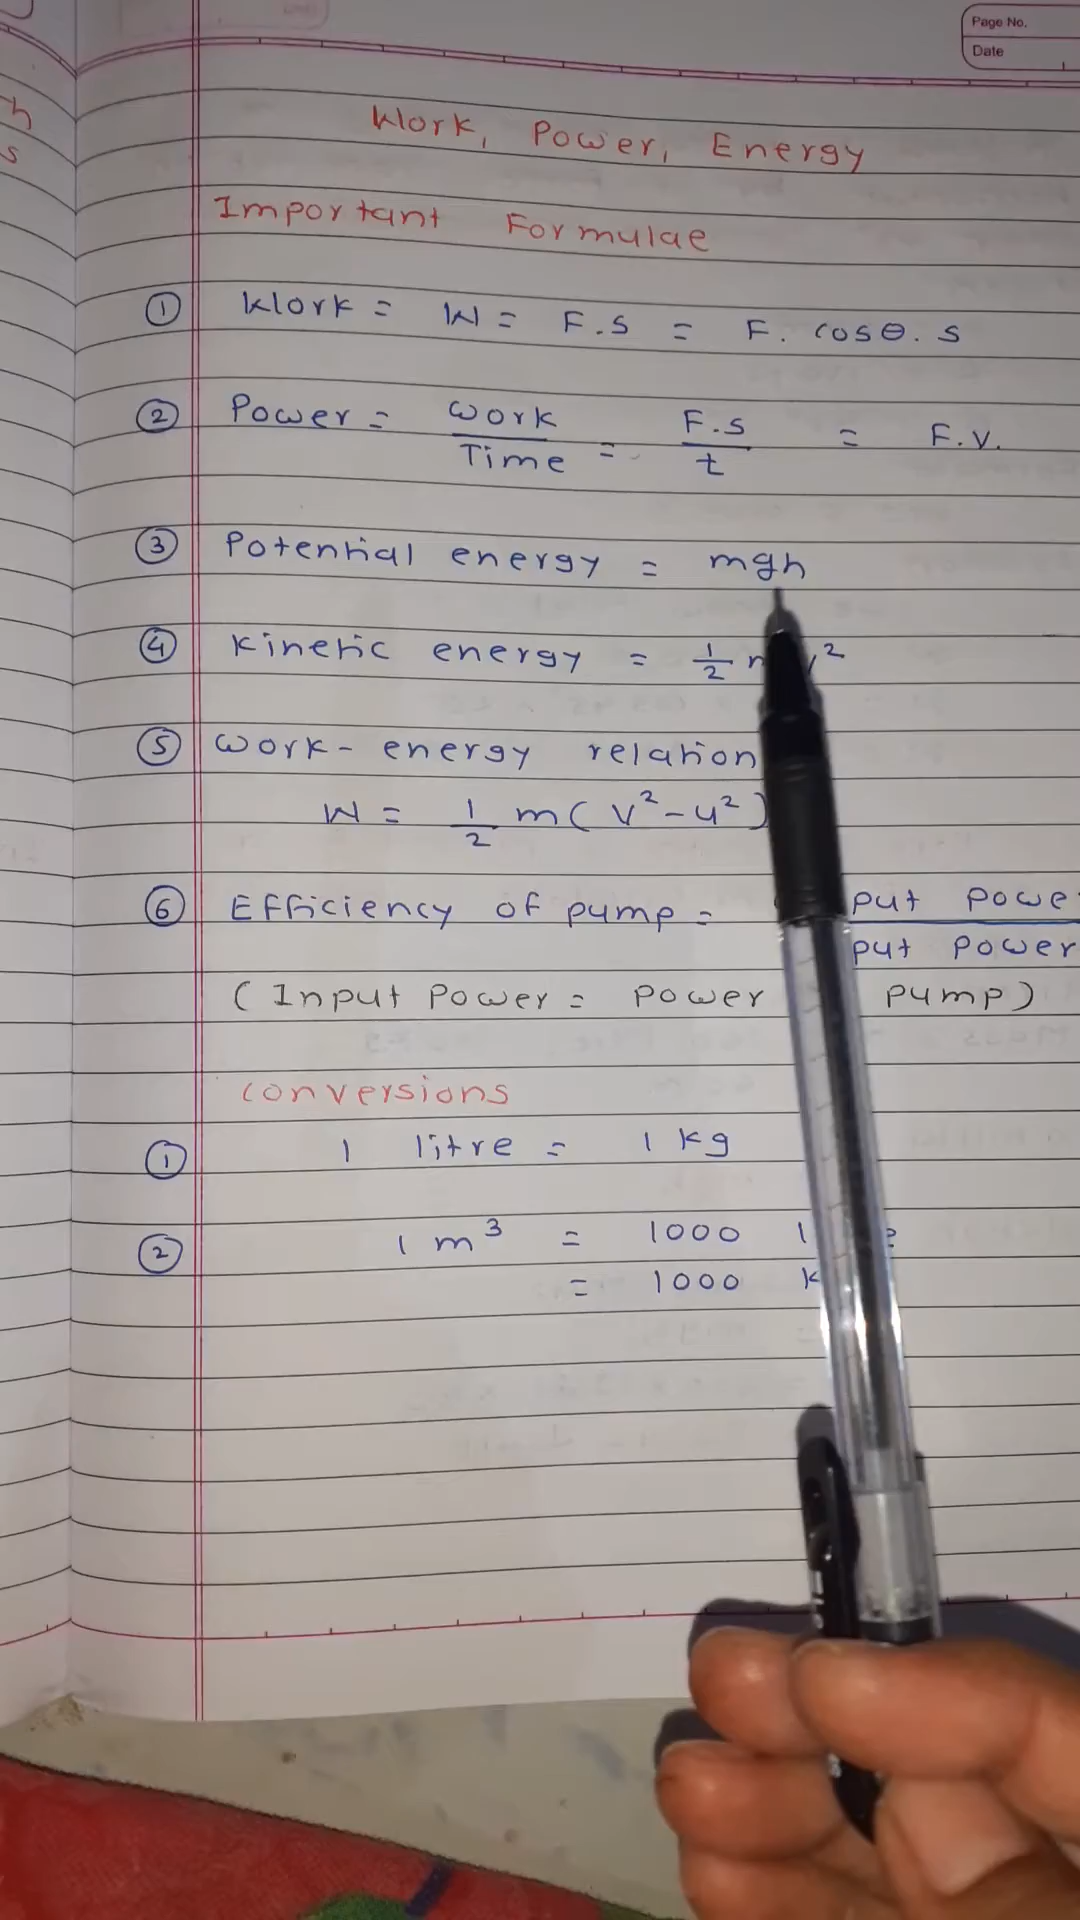 Page No.
Date
Work, Power, Energy
Important Formulae
① Work = W = F.s = F. cosθ. s
② Power = Work/Time = F.s/t = F.v.
③ Potential energy = mgh
④ Kinetic energy = 1/2 v²
⑤ Work-energy relation
W = 1/2 m(v²-u²)
⑥ Efficiency of pump = put powe
put power
(Input Power = Power pump)
Conversions
① 1 litre = 1 kg
② 1 m³ = 1000
= 1000